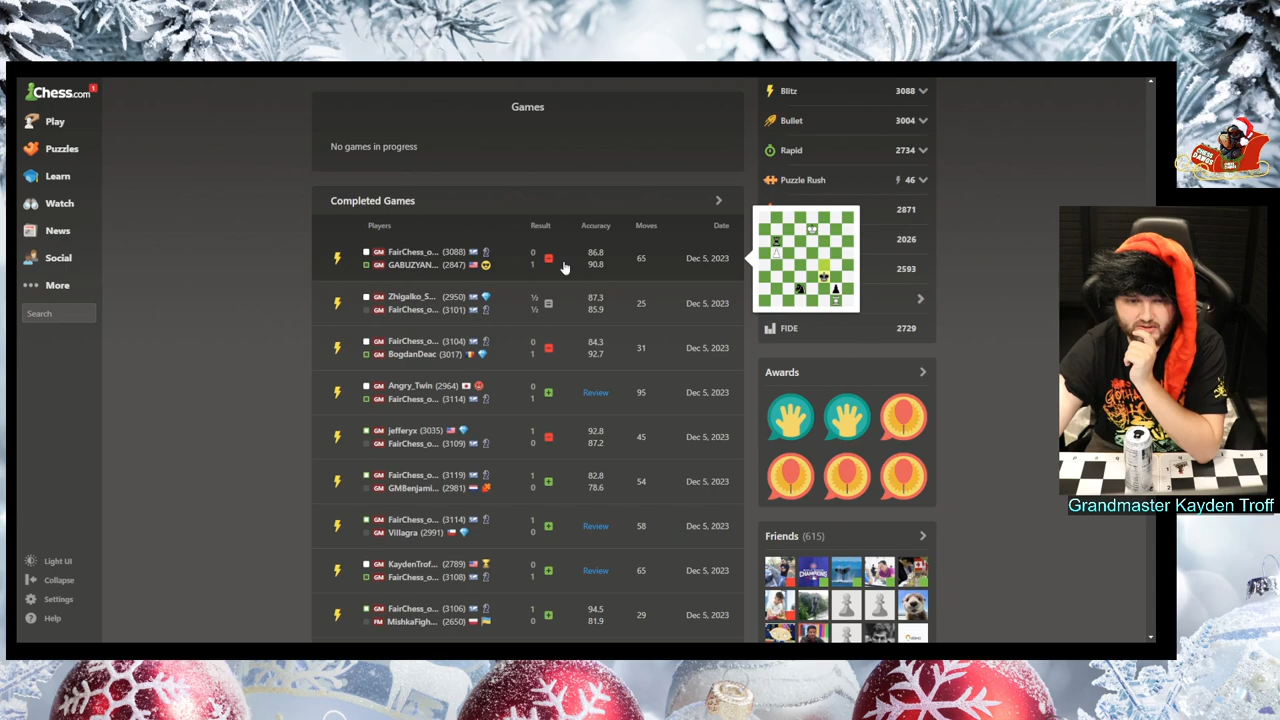 Chess.com
1
Play
Puzzles
Learn
Watch
News
Social
More
Search
Light UI
Collapse
Settings
Help
Games
No games in progress
Completed Games
Players Result Accuracy Moves Date
GM FairChess_o... (3088) 0 86.8
GM GABUZYAN... (2847) 1 90.8
65 Dec 5, 2023
GM Zhigalko_S... (2950) ½ 87.3
GM FairChess_o... (3101) ½ 85.9
25 Dec 5, 2023
GM FairChess_o... (3104) 0 84.3
GM BogdanDeac (3017) 1 92.7
31 Dec 5, 2023
GM Angry_Twin (2964) 0
GM FairChess_o... (3114) 1
Review 95 Dec 5, 2023
GM jefferyx (3035) 1 92.8
GM FairChess_o... (3109) 0 87.2
45 Dec 5, 2023
GM FairChess_o... (3119) 1 82.8
GM GMBenjami... (2981) 0 78.6
54 Dec 5, 2023
GM FairChess_o... (3114) 1
GM Villagra (2991) 0
Review 58 Dec 5, 2023
GM KaydenTrof... (2789) 0
GM FairChess_o... (3108) 1
Review 65 Dec 5, 2023
GM FairChess_o... (3106) 1 94.5
FM MishkaFigh... (2650) 0 81.9
29 Dec 5, 2023
Blitz 3088
Bullet 3004
Rapid 2734
Puzzle Rush 46
2871
2026
2593
FIDE 2729
Awards
Friends (615)
Grandmaster Kayden Troff